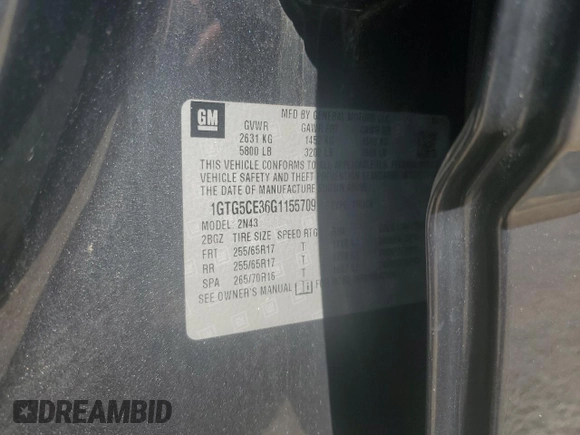 GM
MFD BY GENERAL
GVWR
2631 KG
5800 LB
THIS VEHICLE CONFORMS TO
VEHICLE SAFETY AND THEFT
THE DATE OF MANUFACTURE
1GTG5CE36G1155709
MODEL: 2N43
2BGZ TIRE SIZE SPEED RTG
FRT 255/65R17 T
RR 255/65R17 T
SPA 265/70R16 T
SEE OWNER'S MANUAL
DREAMBID